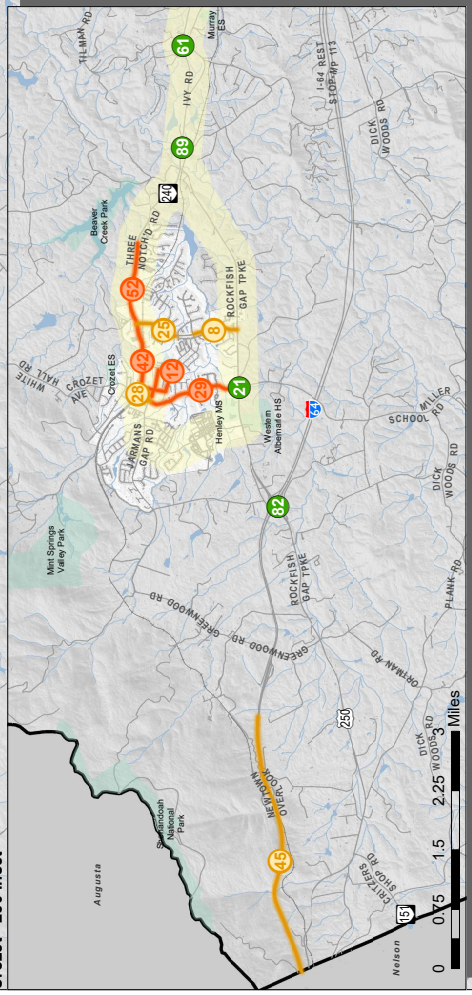 TILMAN RD
Murray
ES
61
IVY RD
I-64 REST
STOP-MP 113
DICK
WOODS RD
89
240
Beaver
Creek Park
THREE
NOTCH'D RD
52
25
8
ROCKFISH
GAP TPKE
WHITE
HALL RD
CROZET
AVE
Crozet ES
42
12
28
29
21
Henley MS
JARMANS
GAP RD
Western
Albemarle HS
64
MILLER
SCHOOL RD
DICK
WOODS RD
82
Mint Springs
Valley Park
ROCKFISH
GAP TPKE
PLANK RD
GREENWOOD RD
GREENWOOD RD
ORTMAN RD
250
DICK
WOODS RD
NEWTOWN
OVERLOOK
45
Shenandoah
National
Park
Augusta
CRITZERS
SHOP RD
151
Nelson
0 0.75 1.5 2.25 3
Miles